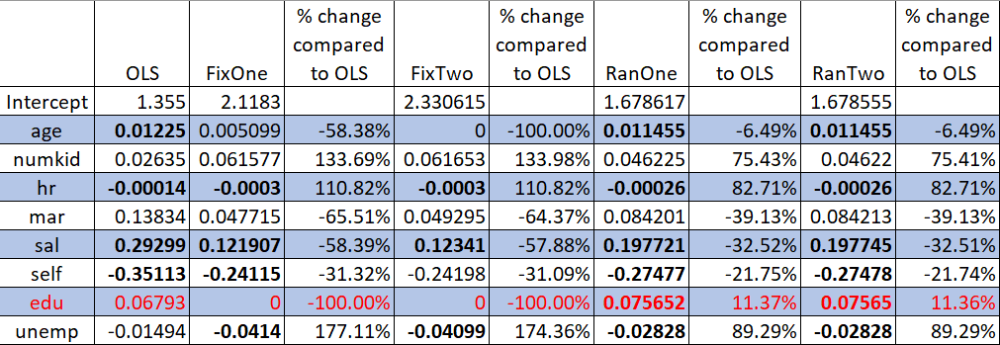 OLS FixOne % change compared to OLS FixTwo % change compared to OLS RanOne % change compared to OLS RanTwo % change compared to OLS
Intercept 1.355 2.1183 2.330615 1.678617 1.678555
age 0.01225 0.005099 -58.38% 0 -100.00% 0.011455 -6.49% 0.011455 -6.49%
numkid 0.02635 0.061577 133.69% 0.061653 133.98% 0.046225 75.43% 0.04622 75.41%
hr -0.00014 -0.0003 110.82% -0.0003 110.82% -0.00026 82.71% -0.00026 82.71%
mar 0.13834 0.047715 -65.51% 0.049295 -64.37% 0.084201 -39.13% 0.084213 -39.13%
sal 0.29299 0.121907 -58.39% 0.12341 -57.88% 0.197721 -32.52% 0.197745 -32.51%
self -0.35113 -0.24115 -31.32% -0.24198 -31.09% -0.27477 -21.75% -0.27478 -21.74%
edu 0.06793 0 -100.00% 0 -100.00% 0.075652 11.37% 0.07565 11.36%
unemp -0.01494 -0.0414 177.11% -0.04099 174.36% -0.02828 89.29% -0.02828 89.29%